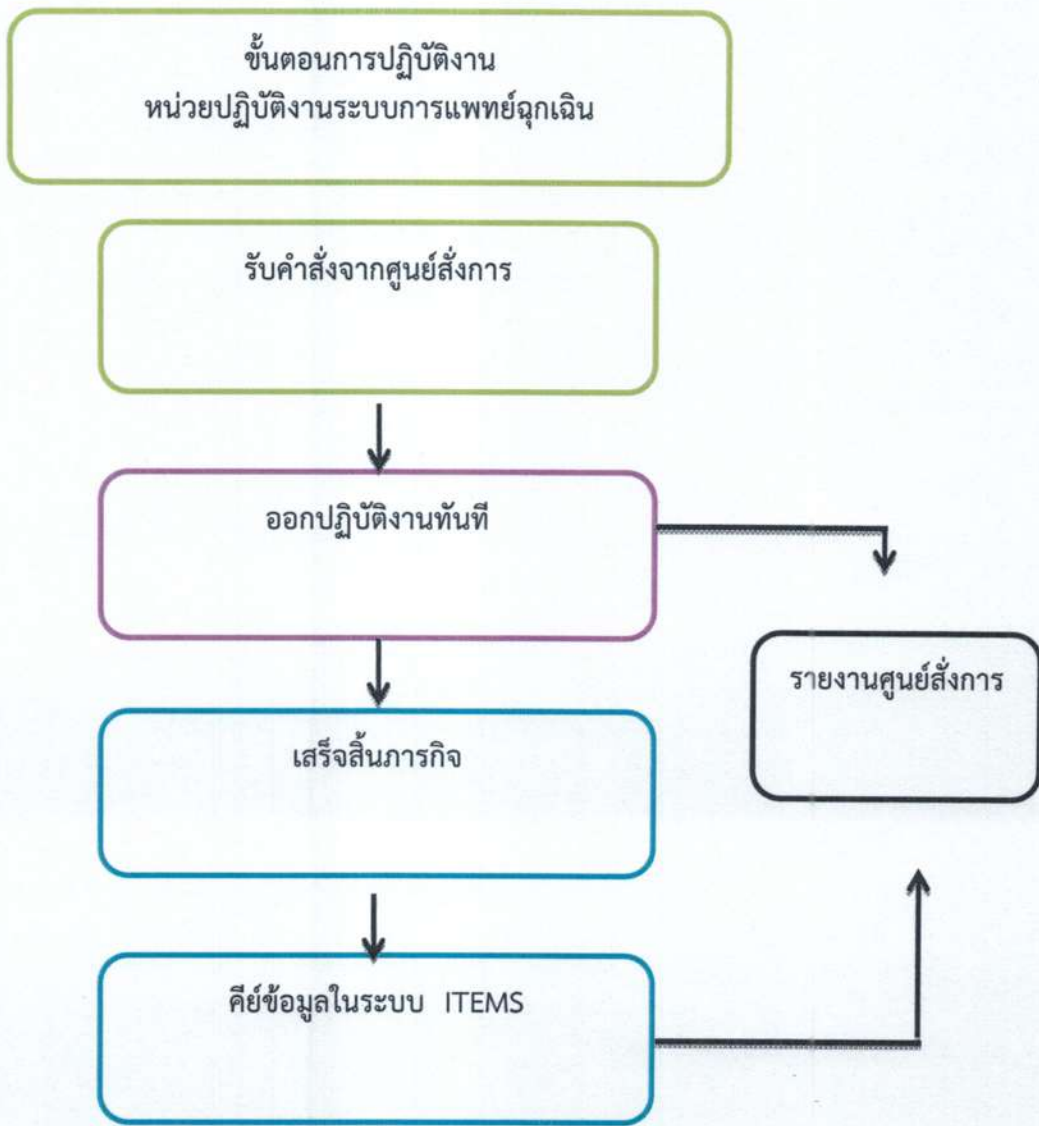 ขั้นตอนการปฏิบัติงาน
หน่วยปฏิบัติงานระบบการแพทย์ฉุกเฉิน
รับคำสั่งจากศูนย์สั่งการ
ออกปฏิบัติงานทันที
รายงานศูนย์สั่งการ
เสร็จสิ้นภารกิจ
คีย์ข้อมูลในระบบ ITEMS